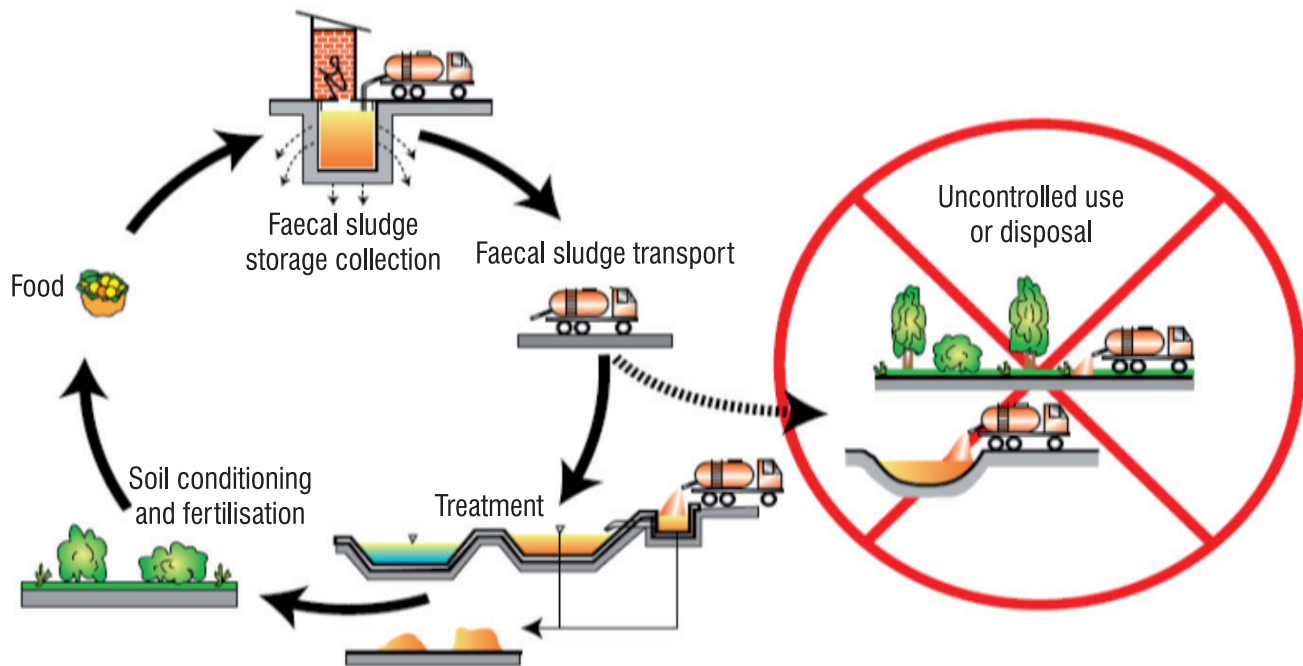 Faecal sludge
storage collection
Faecal sludge transport
Uncontrolled use
or disposal
Food
Soil conditioning
and fertilisation
Treatment